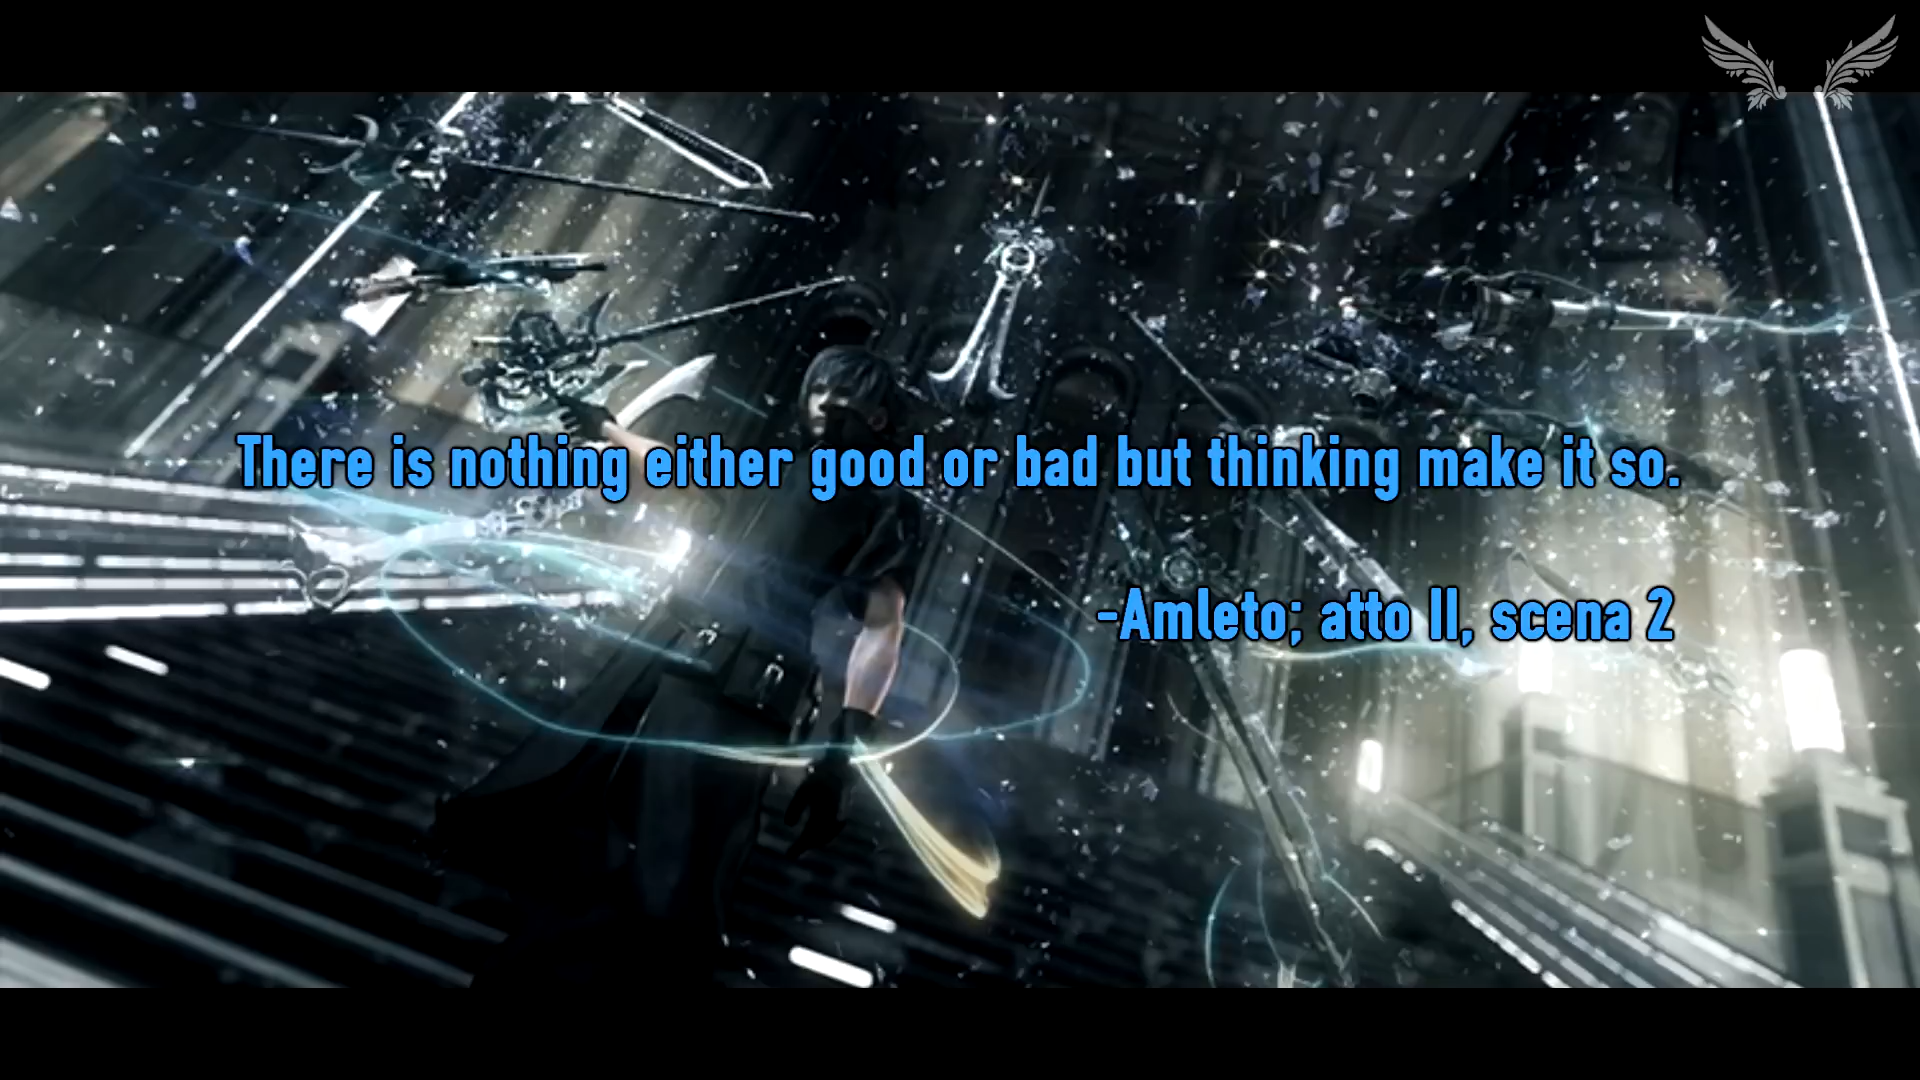 There is nothing either good or bad but thinking make it so.
-Amleto; atto II, scena 2